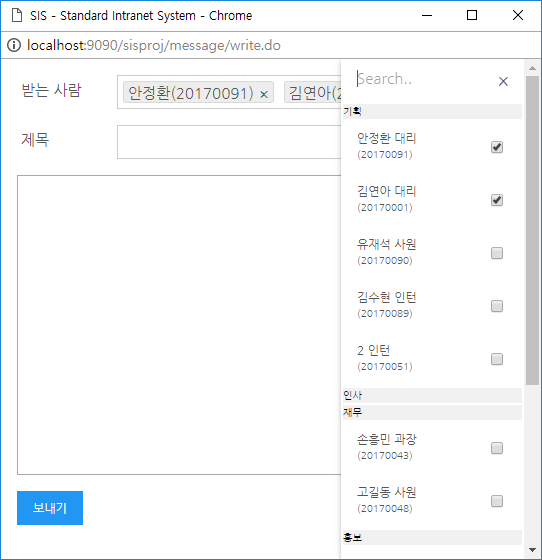 SIS - Standard Intranet System - Chrome
localhost:9090/sisproj/message/write.do
받는 사람
안정환(20170091) ×
김연아(2
제목
보내기
Search..
×
기획
안정환 대리
(20170091)
김연아 대리
(20170001)
유재석 사원
(20170090)
김수현 인턴
(20170089)
2 인턴
(20170051)
인사
재무
손흥민 과장
(20170043)
고길동 사원
(20170048)
홍보